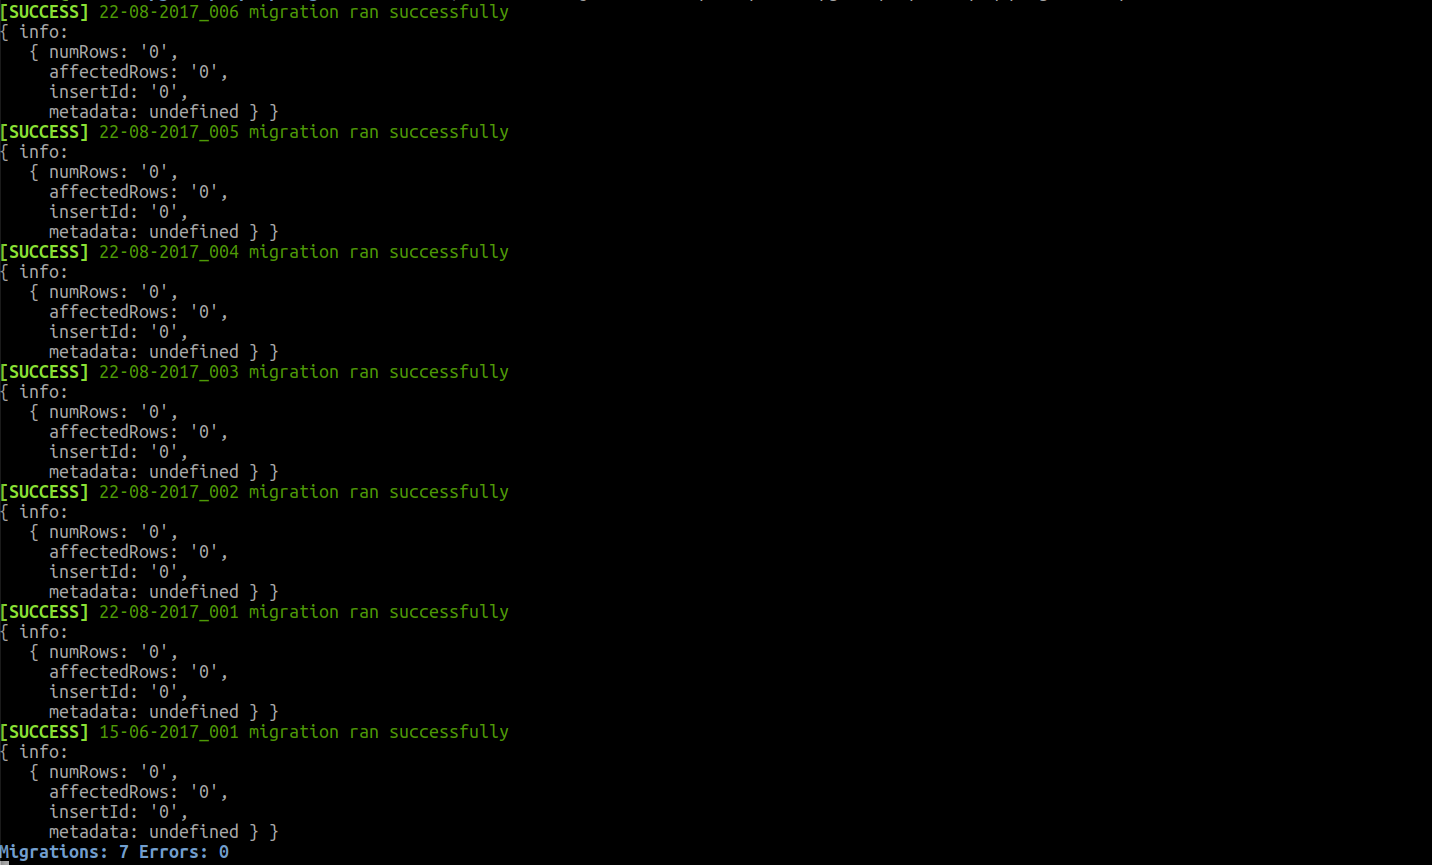 [SUCCESS] 22-08-2017_006 migration ran successfully
{ info:
   { numRows: '0',
     affectedRows: '0',
     insertId: '0',
     metadata: undefined } }
[SUCCESS] 22-08-2017_005 migration ran successfully
{ info:
   { numRows: '0',
     affectedRows: '0',
     insertId: '0',
     metadata: undefined } }
[SUCCESS] 22-08-2017_004 migration ran successfully
{ info:
   { numRows: '0',
     affectedRows: '0',
     insertId: '0',
     metadata: undefined } }
[SUCCESS] 22-08-2017_003 migration ran successfully
{ info:
   { numRows: '0',
     affectedRows: '0',
     insertId: '0',
     metadata: undefined } }
[SUCCESS] 22-08-2017_002 migration ran successfully
{ info:
   { numRows: '0',
     affectedRows: '0',
     insertId: '0',
     metadata: undefined } }
[SUCCESS] 22-08-2017_001 migration ran successfully
{ info:
   { numRows: '0',
     affectedRows: '0',
     insertId: '0',
     metadata: undefined } }
[SUCCESS] 15-06-2017_001 migration ran successfully
{ info:
   { numRows: '0',
     affectedRows: '0',
     insertId: '0',
     metadata: undefined } }
Migrations: 7 Errors: 0